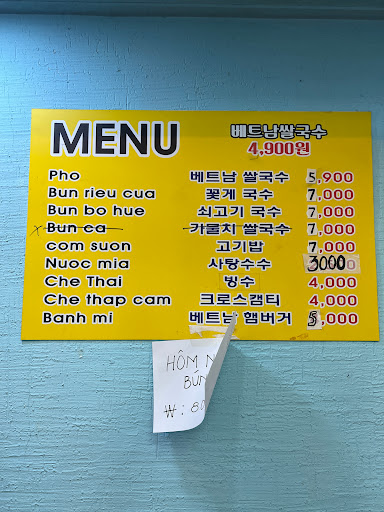 MENU
베트남쌀국수
4,900원
Pho 베트남 쌀국수 5,900
Bun rieu cua 꽃게 국수 7,000
Bun bo hue 쇠고기 국수 7,000
x Bun ca 카물치 쌀국수 7,000
com suon 고기밥 7,000
Nuoc mia 사탕수수 3000
Che Thai 빙수 4,000
Che thap cam 크로스캠티 4,000
Banh mi 베트남 햄버거 5,000
HÔM N
BÚN
₩: 80